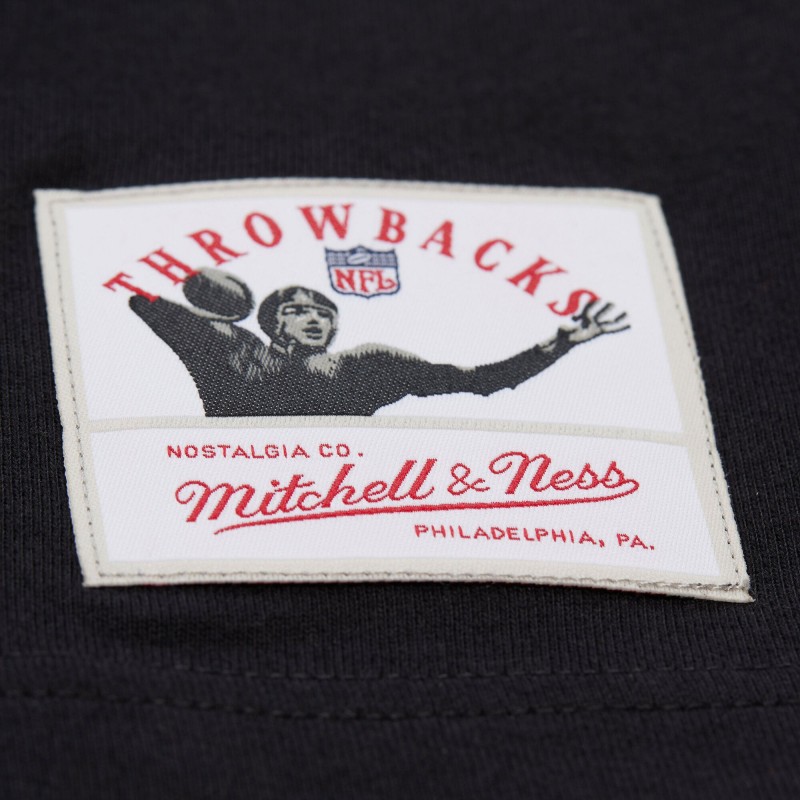 THROWBACKS
NFL
NOSTALGIA CO.
Mitchell & Ness
PHILADELPHIA, PA.